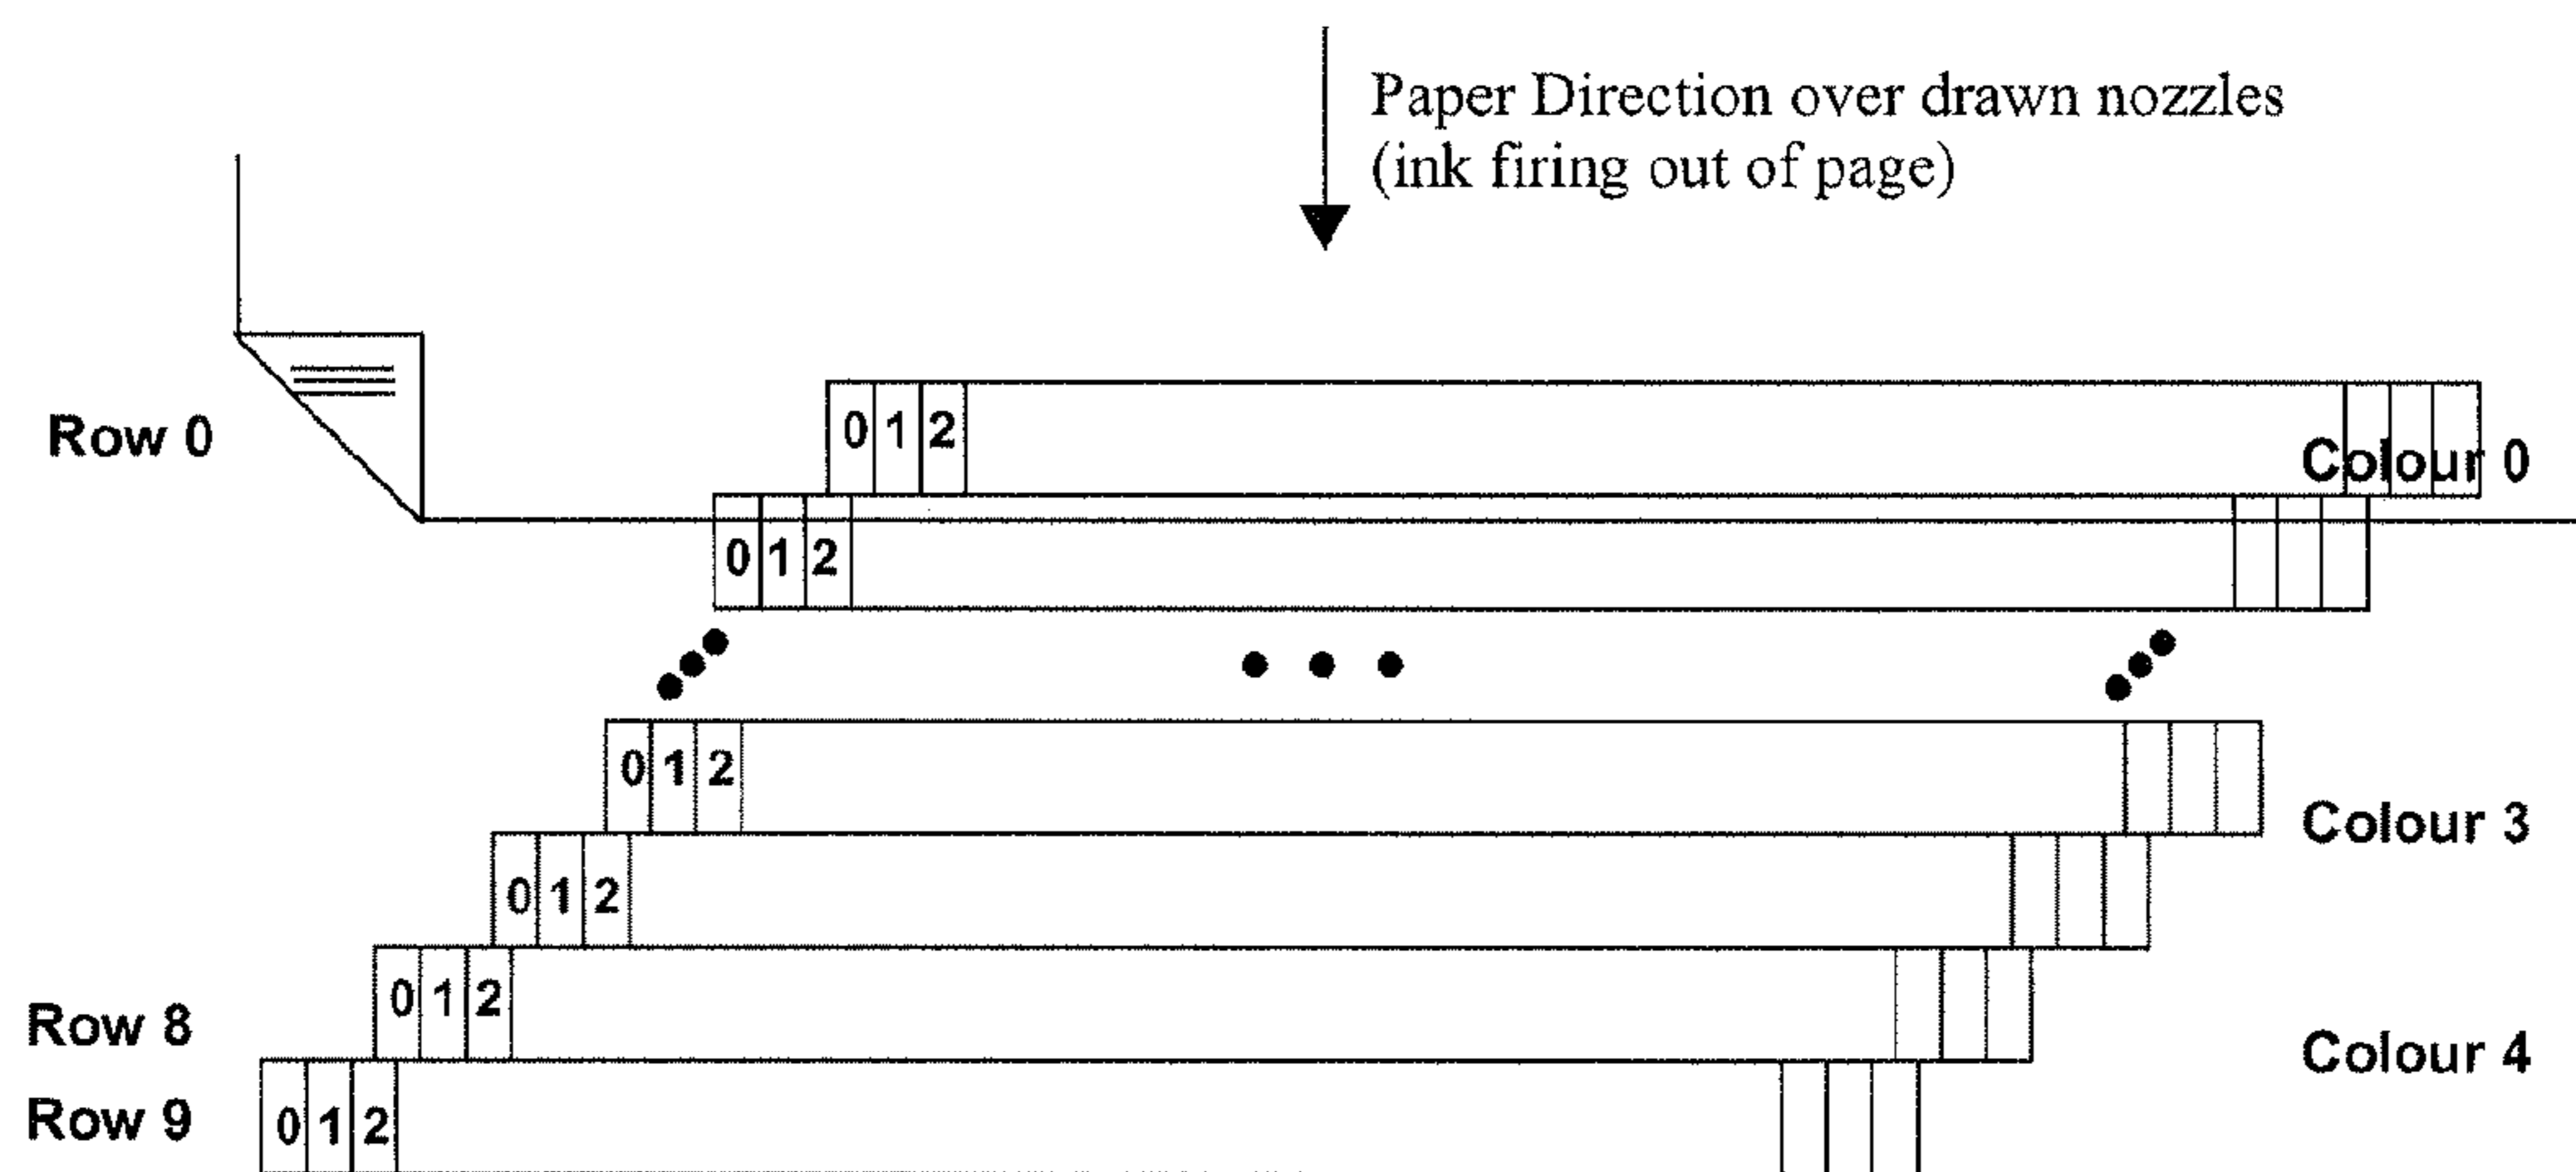 Paper Direction over drawn nozzles
(ink firing out of page)
Row 0
0 1 2
Colour 0
0 1 2
0 1 2
Colour 3
0 1 2
0 1 2
Row 8
Colour 4
Row 9
0 1 2